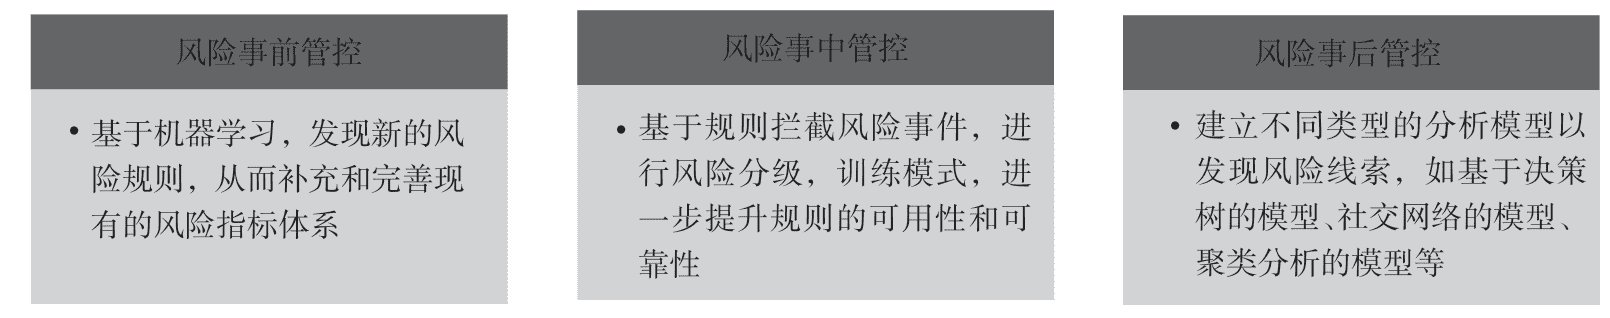 风险事前管控
• 基于机器学习，发现新的风
险规则，从而补充和完善现
有的风险指标体系
风险事中管控
• 基于规则拦截风险事件，进
行风险分级，训练模式，进
一步提升规则的可用性和可
靠性
风险事后管控
• 建立不同类型的分析模型以
发现风险线索，如基于决策
树的模型、社交网络的模型、
聚类分析的模型等